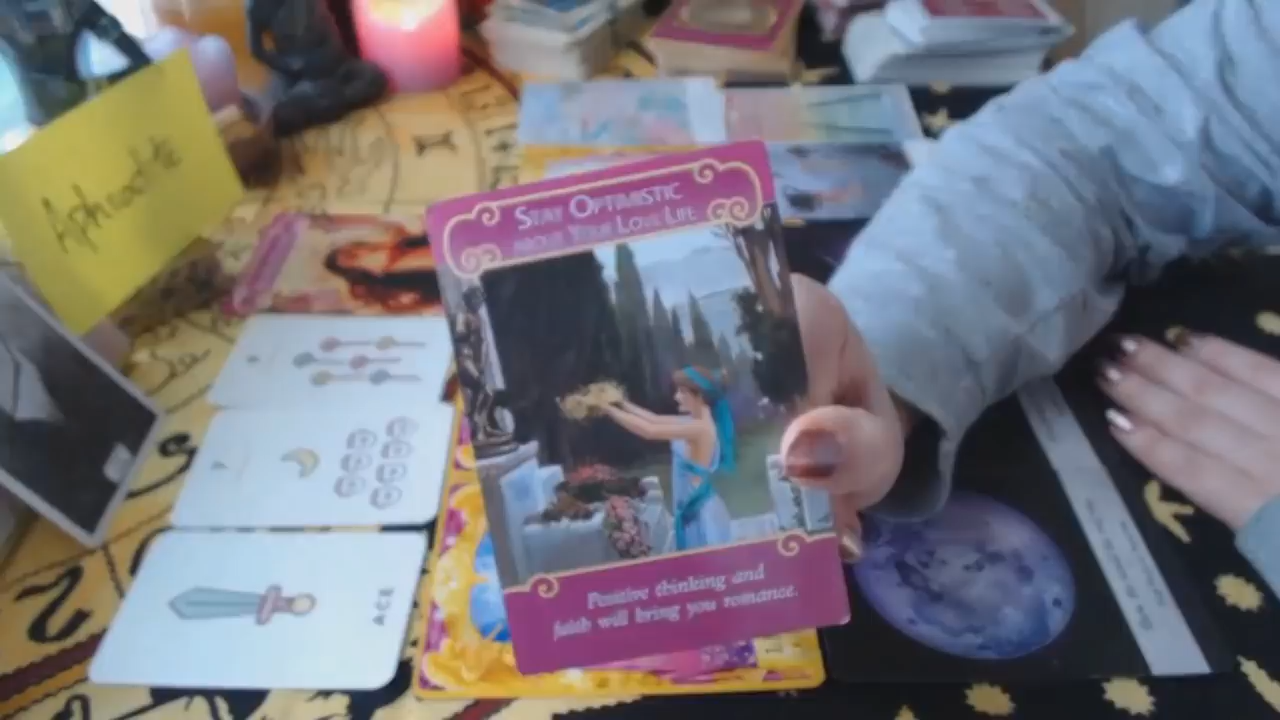 Aphrodite
STAY OPTIMISTIC
ABOUT YOUR LOVE LIFE
Positive thinking and
faith will bring you romance.
ACE